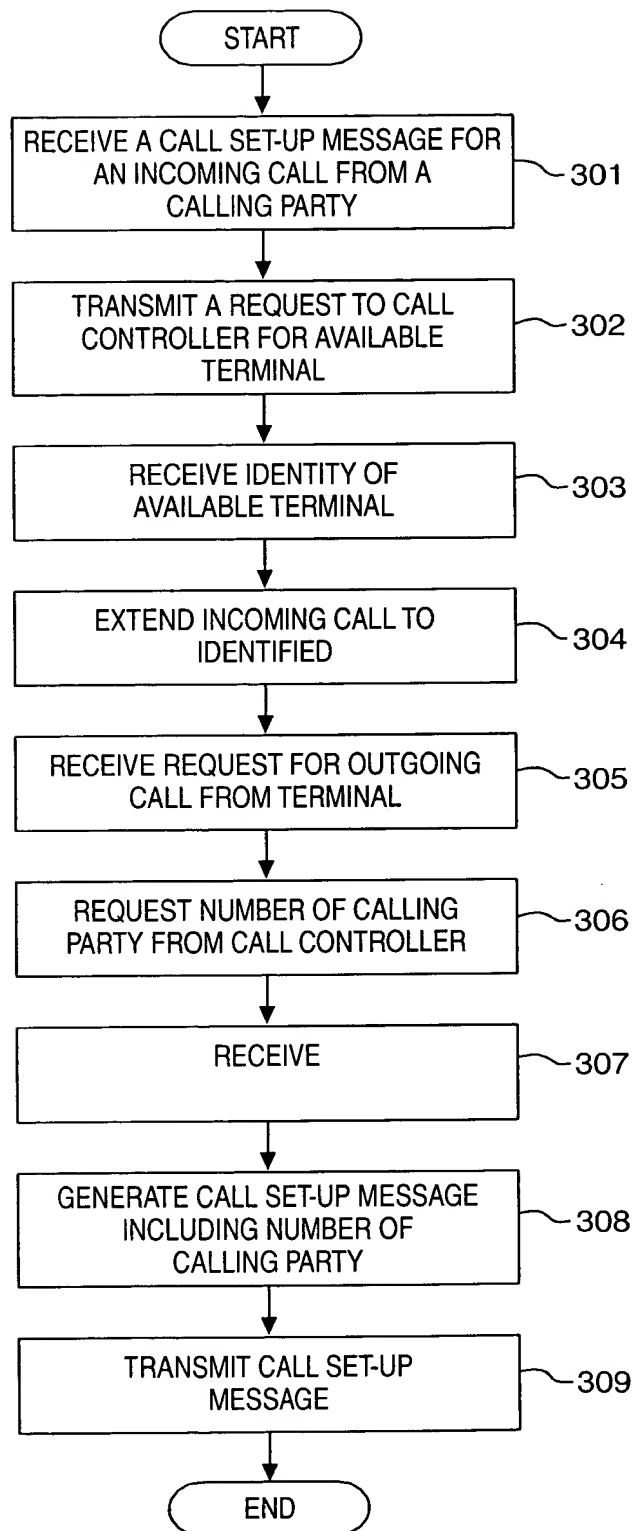 START
RECEIVE A CALL SET-UP MESSAGE FOR
AN INCOMING CALL FROM A
CALLING PARTY
301
TRANSMIT A REQUEST TO CALL
CONTROLLER FOR AVAILABLE
TERMINAL
302
RECEIVE IDENTITY OF
AVAILABLE TERMINAL
303
EXTEND INCOMING CALL TO
IDENTIFIED
304
RECEIVE REQUEST FOR OUTGOING
CALL FROM TERMINAL
305
REQUEST NUMBER OF CALLING
PARTY FROM CALL CONTROLLER
306
RECEIVE
307
GENERATE CALL SET-UP MESSAGE
INCLUDING NUMBER OF
CALLING PARTY
308
TRANSMIT CALL SET-UP
MESSAGE
309
END